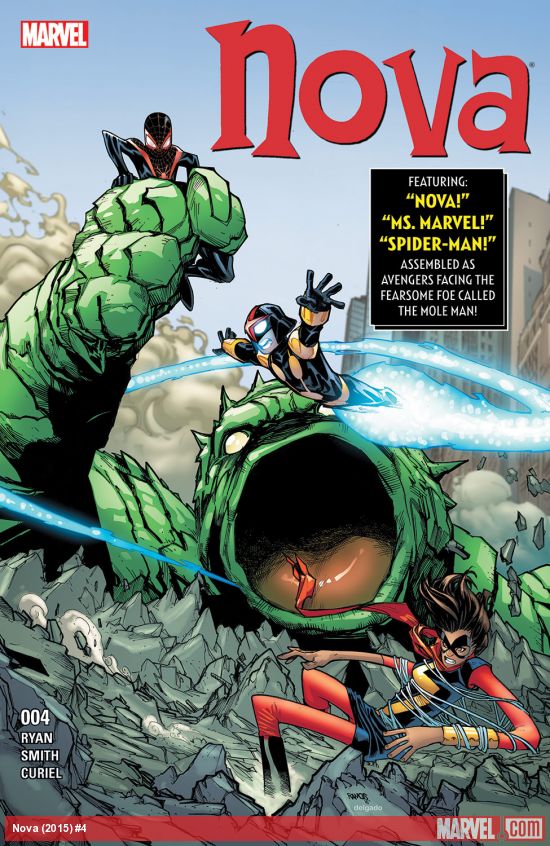 MARVEL
nova
FEATURING:
"NOVA!"
"MS. MARVEL!"
"SPIDER-MAN!"
ASSEMBLED AS
AVENGERS FACING THE
FEARSOME FOE CALLED
THE MOLE MAN!
004
RYAN
SMITH
CURIEL
RAMOS
delgado
Nova (2015) #4
MARVEL.com